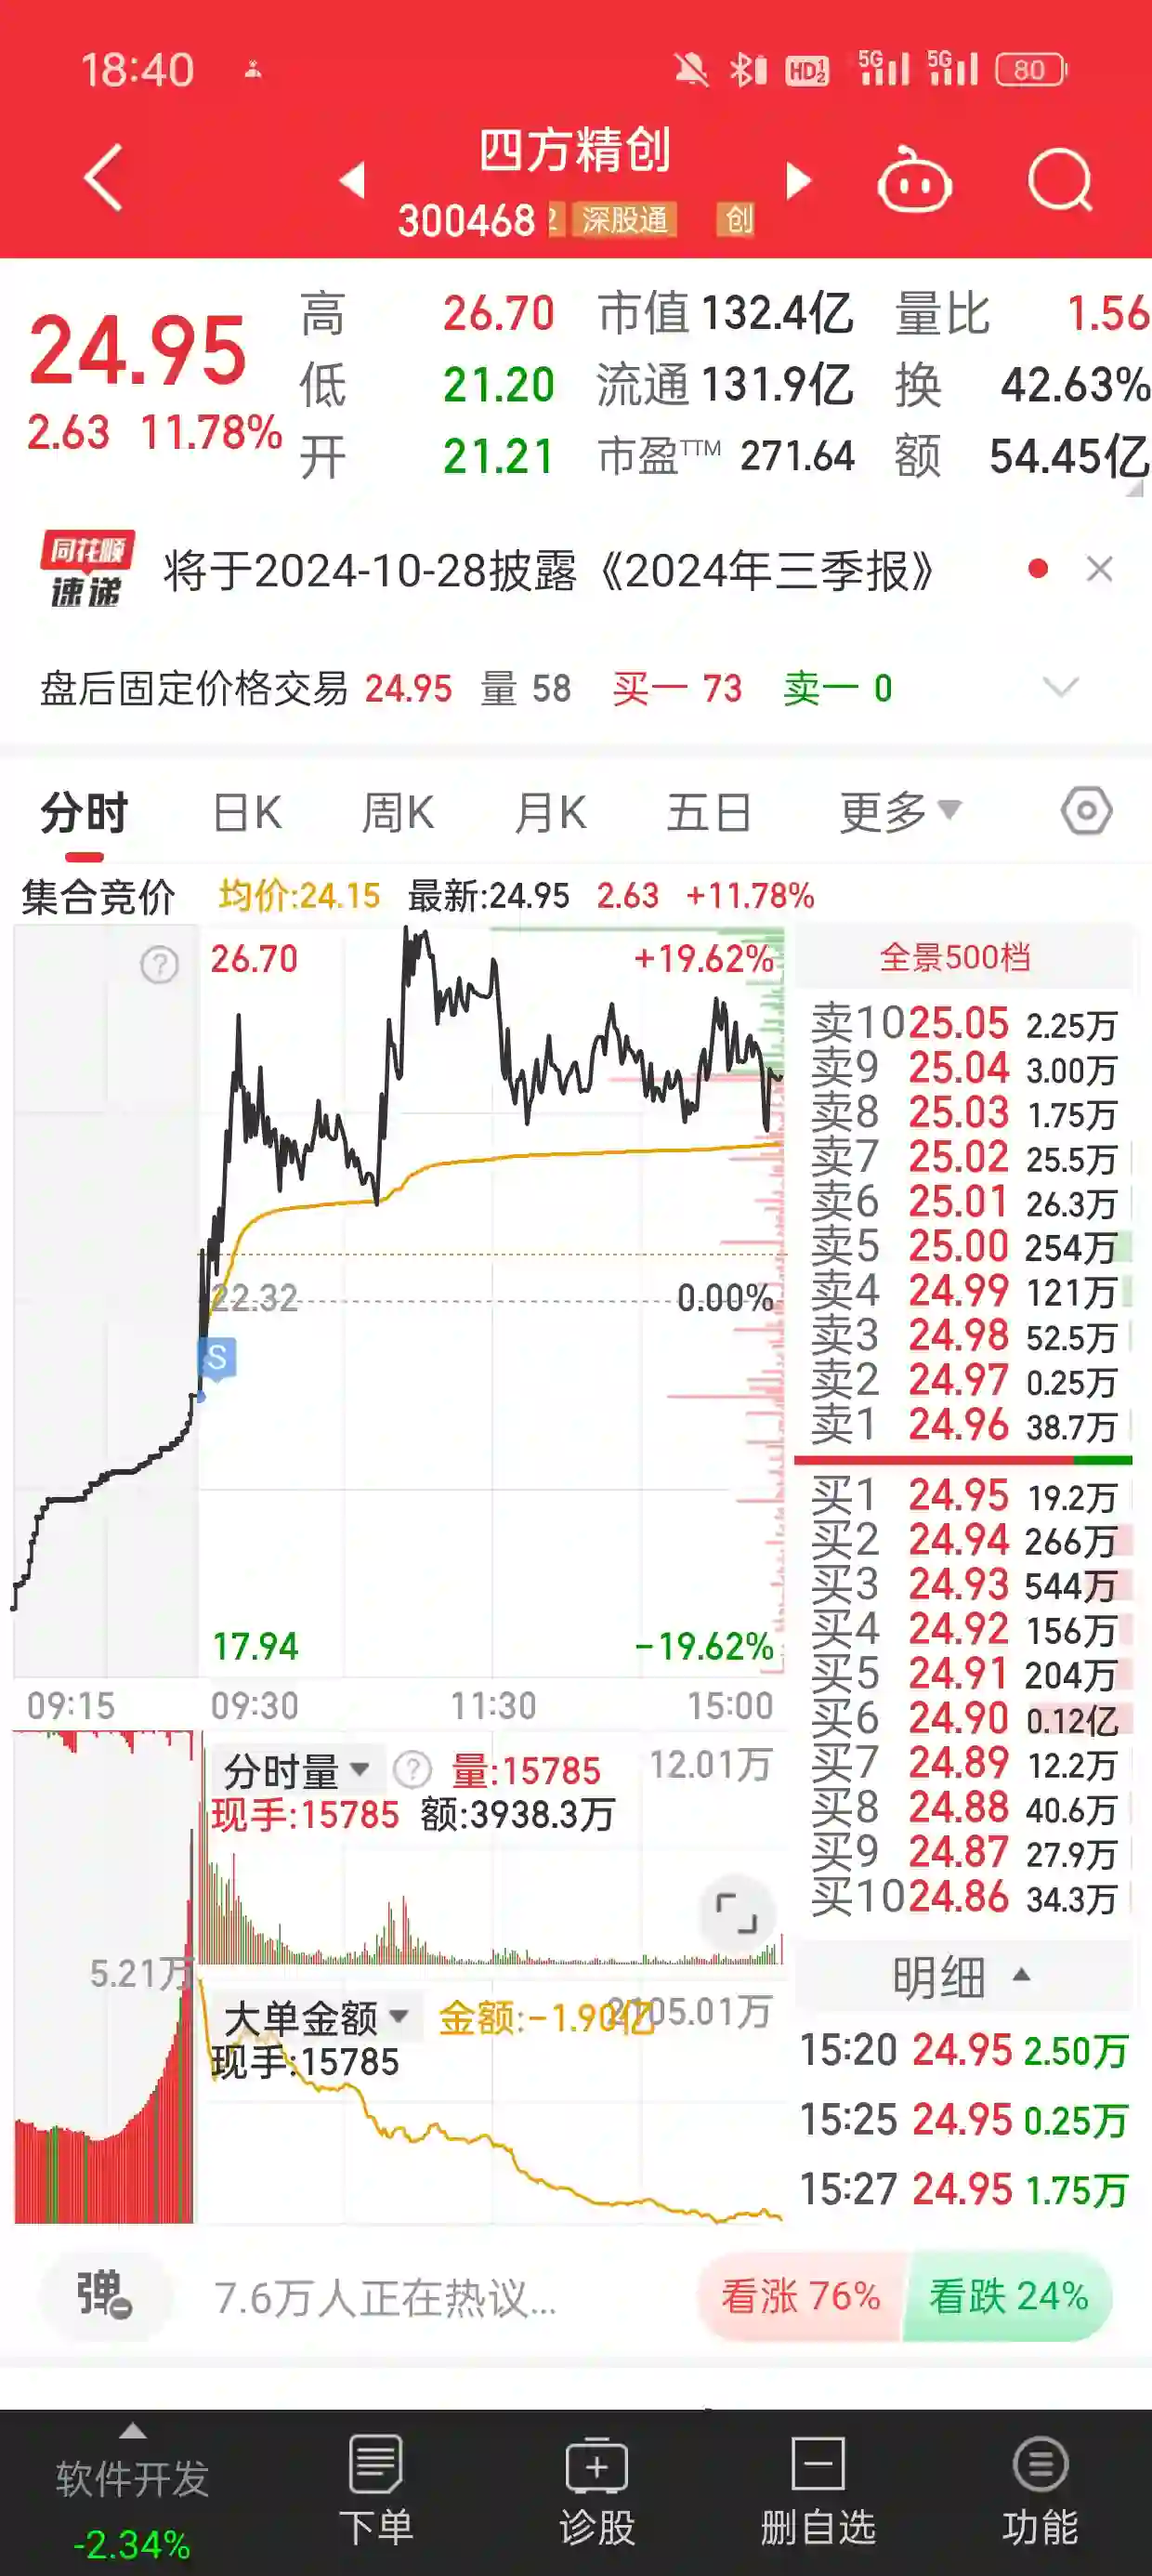 18:40 HD 1 2 5G 5G 80
四方精创
300468 2 深股通 创
24.95 高 26.70 市值 132.4亿 量比 1.56
低 21.20 流通 131.9亿 换 42.63%
2.63 11.78% 开 21.21 市盈TTM 271.64 额 54.45亿
同花顺 速递 将于2024-10-28披露《2024年三季报》
盘后固定价格交易 24.95 量 58 买一 73 卖一 0
分时 日K 周K 月K 五日 更多
集合竞价 均价:24.15 最新:24.95 2.63 +11.78%
? 26.70 +19.62%
22.32 0.00%
S
17.94 -19.62%
09:15 09:30 11:30 15:00
全景500档
卖10 25.05 2.25万
卖9 25.04 3.00万
卖8 25.03 1.75万
卖7 25.02 25.5万
卖6 25.01 26.3万
卖5 25.00 254万
卖4 24.99 121万
卖3 24.98 52.5万
卖2 24.97 0.25万
卖1 24.96 38.7万
买1 24.95 19.2万
买2 24.94 266万
买3 24.93 544万
买4 24.92 156万
买5 24.91 204万
买6 24.90 0.12亿
买7 24.89 12.2万
买8 24.88 40.6万
买9 24.87 27.9万
买10 24.86 34.3万
分时量 ? 量:15785 12.01万
现手:15785 额:3938.3万
5.21万
大单金额 金额:-1.90亿 105.01万
现手:15785
明细
15:20 24.95 2.50万
15:25 24.95 0.25万
15:27 24.95 1.75万
弹 7.6万人正在热议... 看涨 76% 看跌 24%
软件开发 下单 诊股 删自选 功能
-2.34%